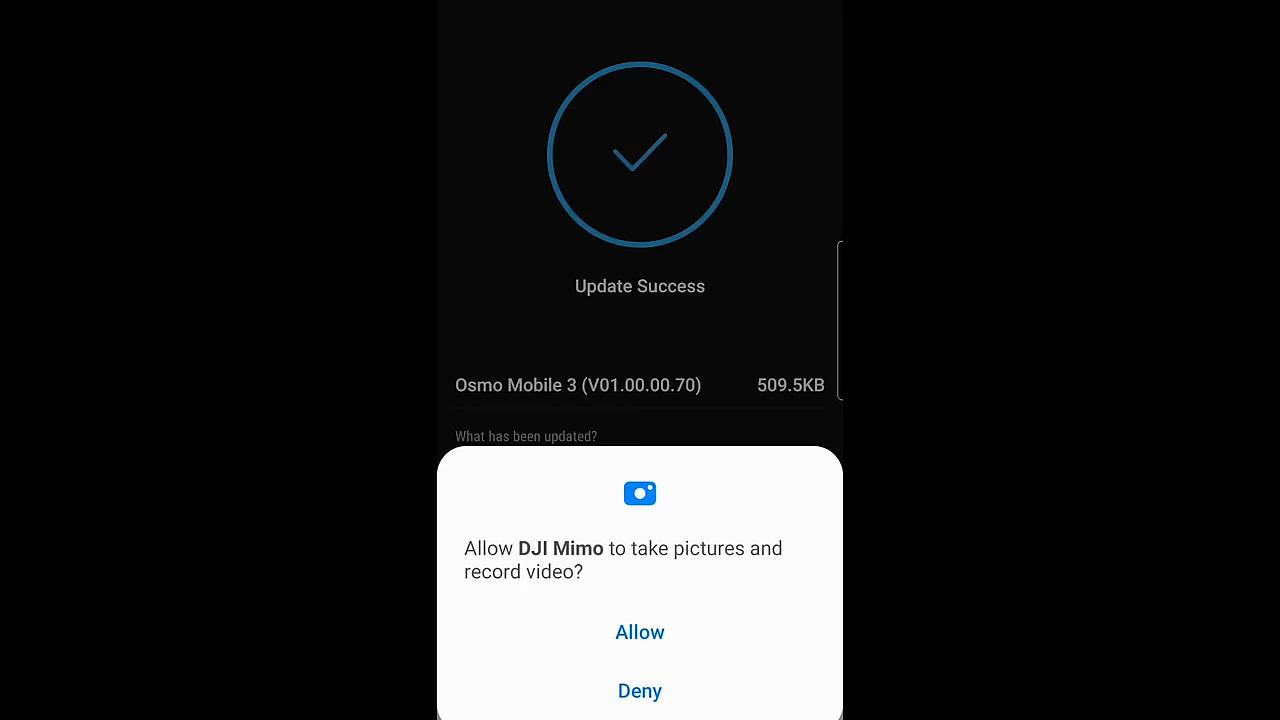 Update Success
Osmo Mobile 3 (V01.00.00.70) 509.5KB
What has been updated?
Allow DJI Mimo to take pictures and
record video?
Allow
Deny